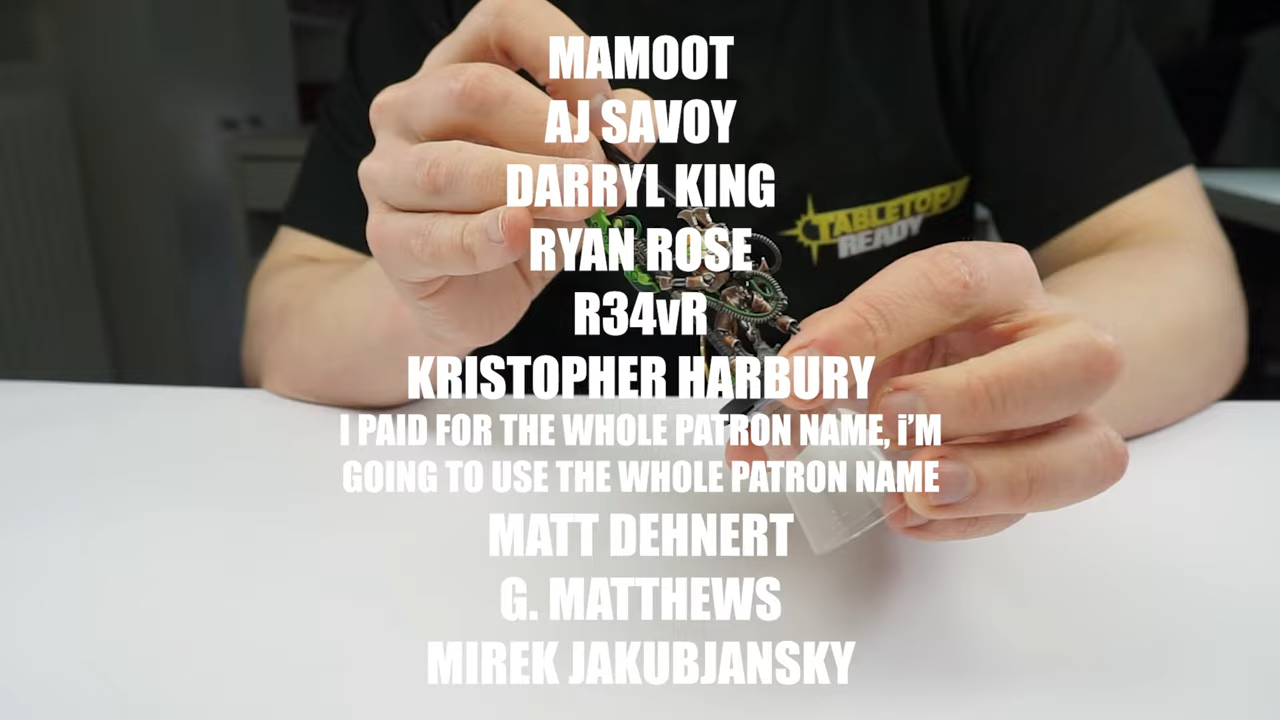 MAMOOT
AJ SAVOY
DARRYL KING
TABLETOP
READY
RYAN ROSE
R34vR
KRISTOPHER HARBURY
I PAID FOR THE WHOLE PATRON NAME, i'M
GOING TO USE THE WHOLE PATRON NAME
MATT DEHNERT
G. MATTHEWS
MIREK JAKUBJANSKY